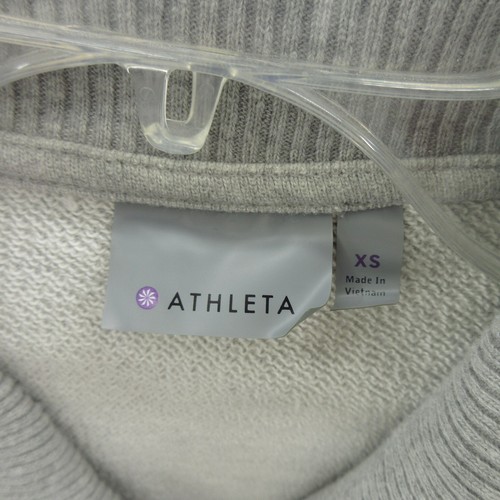 ATHLETA
XS
Made In
Vietnam